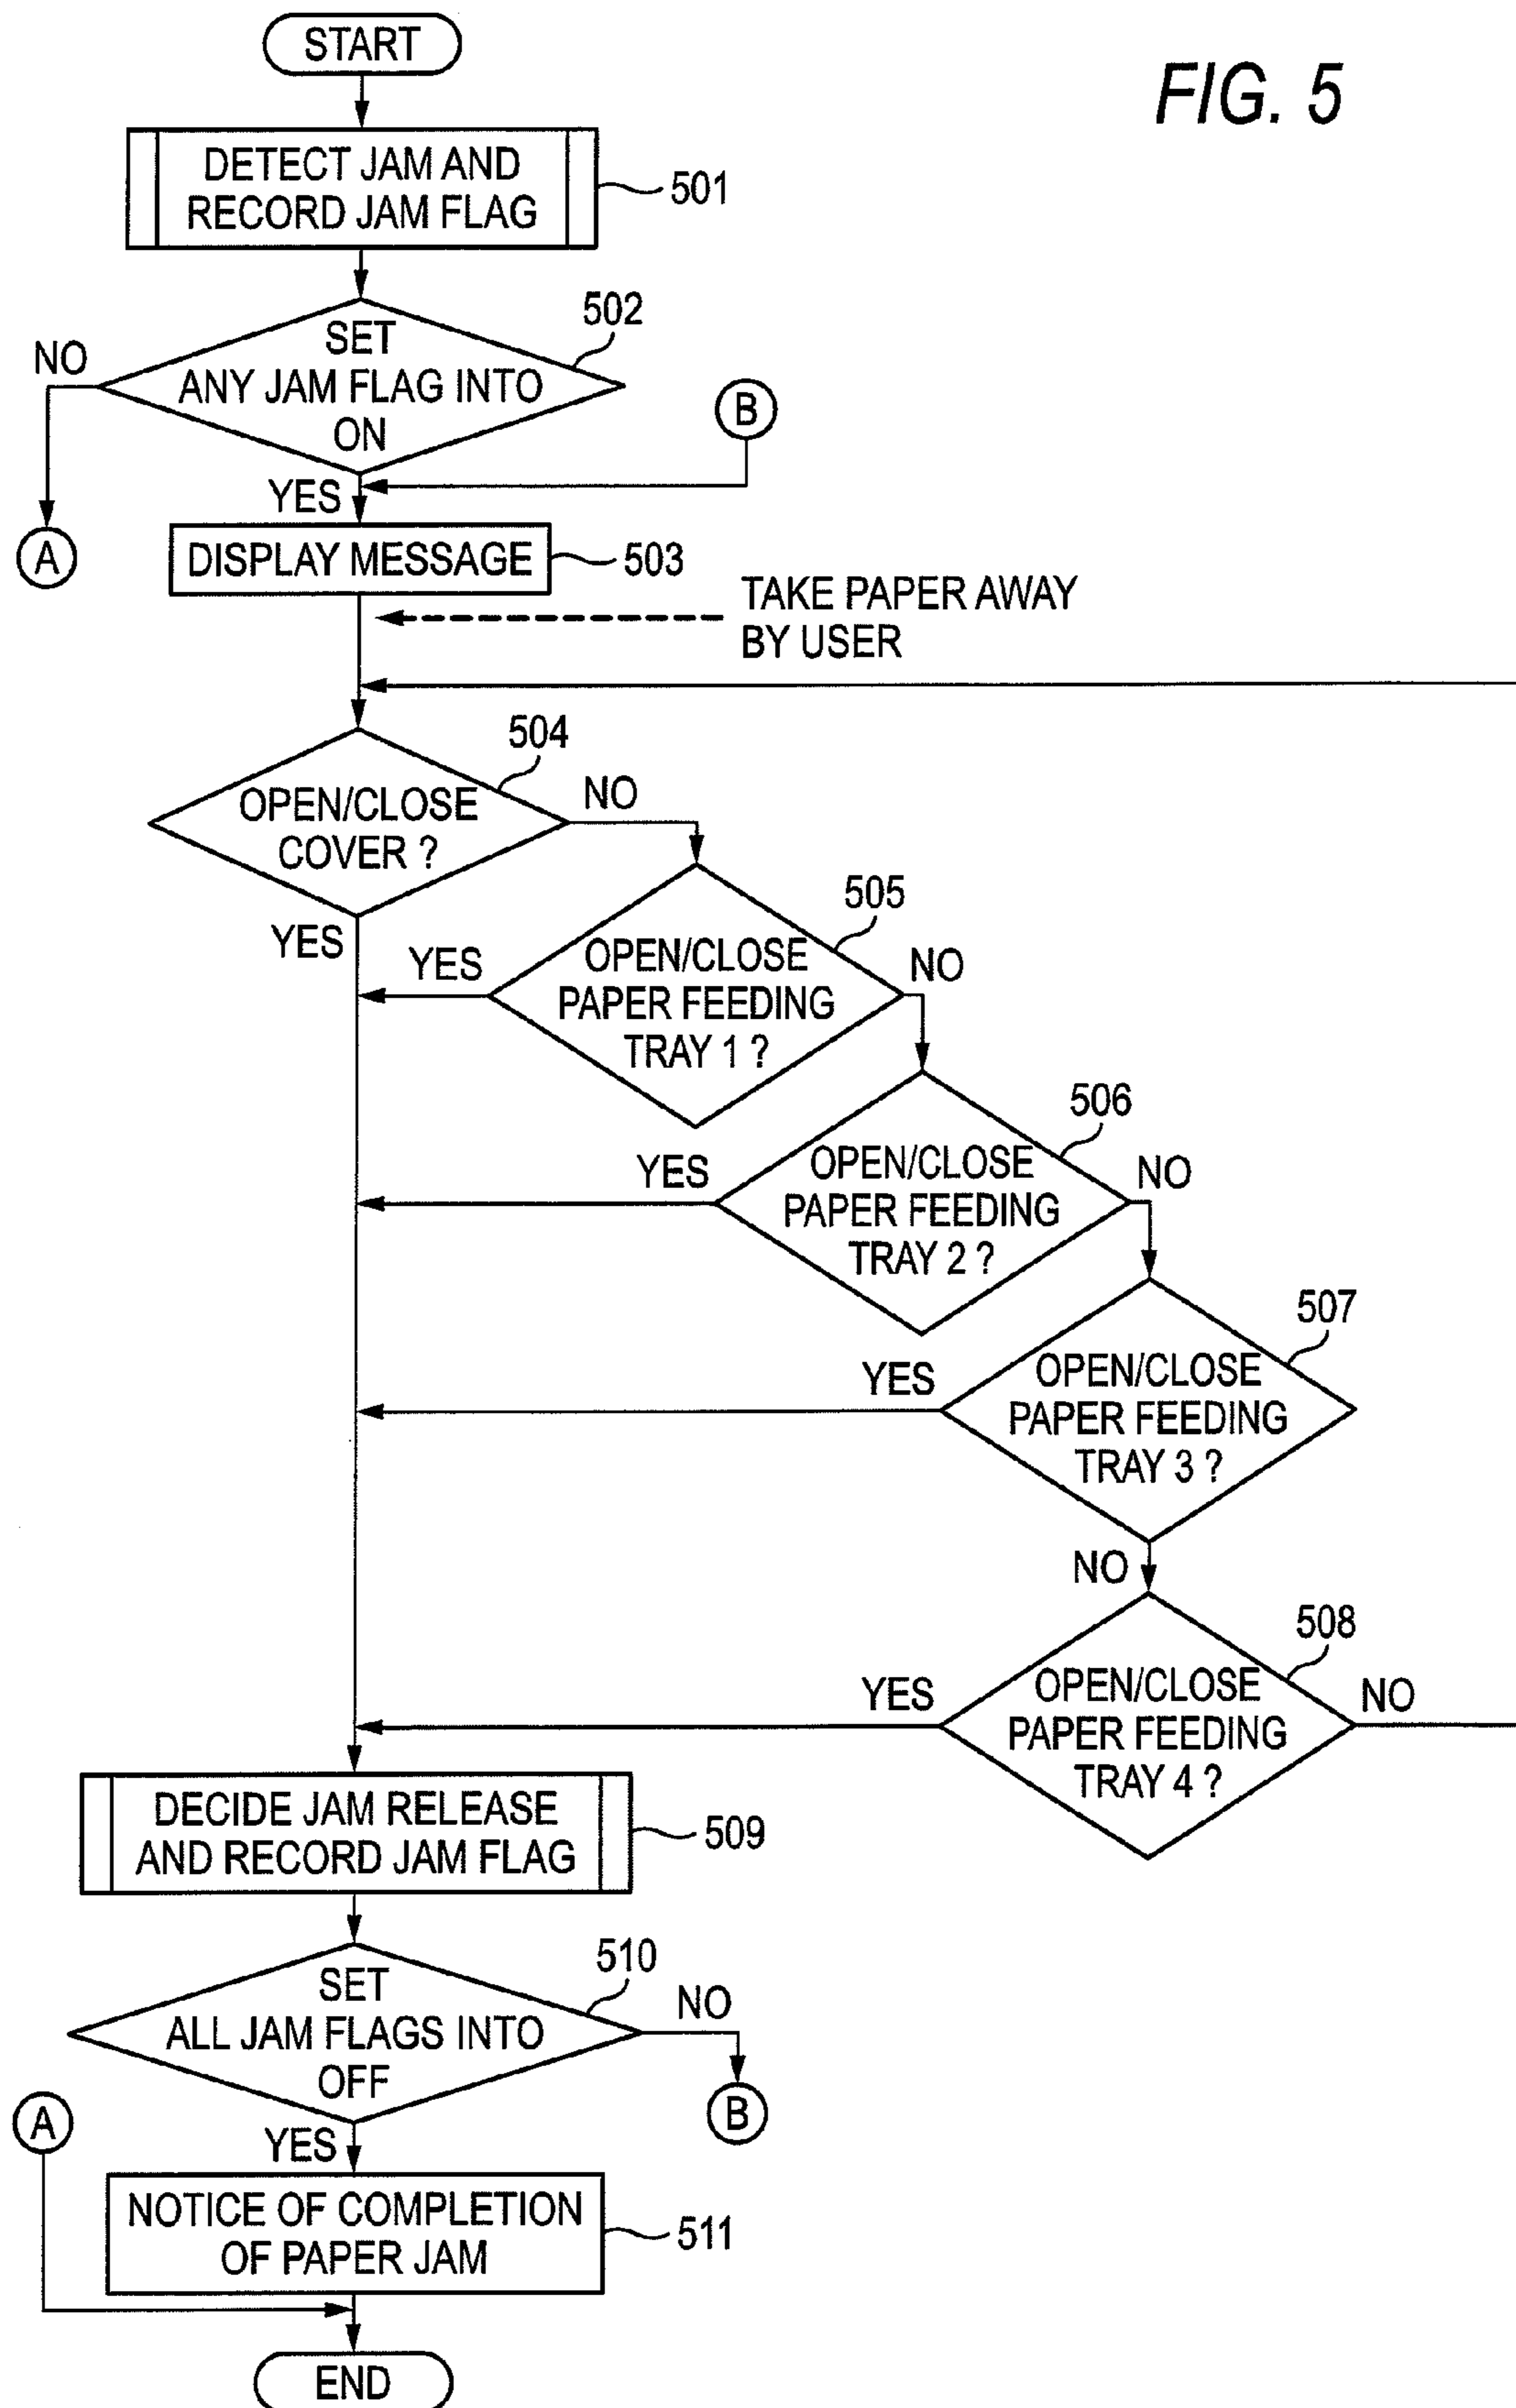 START
FIG. 5
DETECT JAM AND
RECORD JAM FLAG
501
502
SET
ANY JAM FLAG INTO
ON
NO
B
YES
A
DISPLAY MESSAGE
503
TAKE PAPER AWAY
BY USER
504
OPEN/CLOSE
COVER ?
NO
YES
505
OPEN/CLOSE
PAPER FEEDING
TRAY 1 ?
YES
NO
506
OPEN/CLOSE
PAPER FEEDING
TRAY 2 ?
YES
NO
507
OPEN/CLOSE
PAPER FEEDING
TRAY 3 ?
YES
NO
508
OPEN/CLOSE
PAPER FEEDING
TRAY 4 ?
YES
NO
DECIDE JAM RELEASE
AND RECORD JAM FLAG
509
510
SET
ALL JAM FLAGS INTO
OFF
NO
B
A
YES
NOTICE OF COMPLETION
OF PAPER JAM
511
END